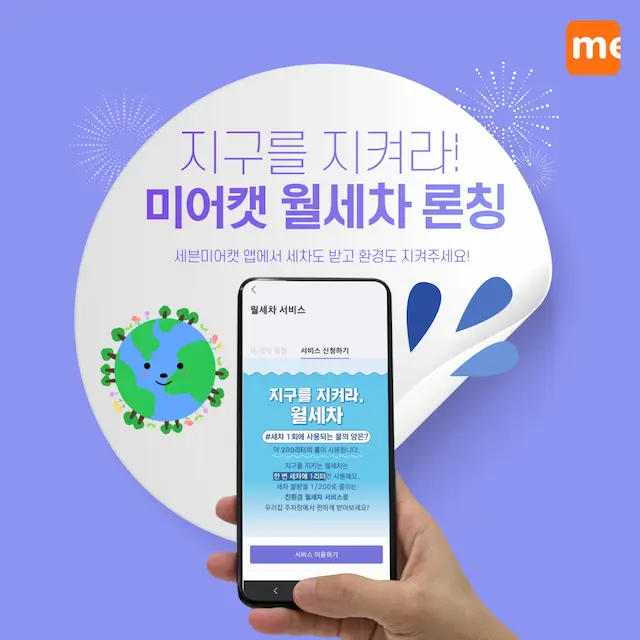 me
지구를 지켜라!
미어캣 월세차 론칭
세븐미어캣 앱에서 세차도 받고 환경도 지켜주세요!
월세차 서비스
서비스 신청하기
지구를 지켜라,
월세차
#세차 1회에 사용되는 물의 양은?
약 200리터의 물이 사용됩니다.
지구를 지키는 월세차는
한 번 세차에 1리터만 사용해요.
세차 물량을 1/200로 줄이는
친환경 월세차 서비스를
우리집 주차장에서 편하게 받아보세요!
서비스 이용하기